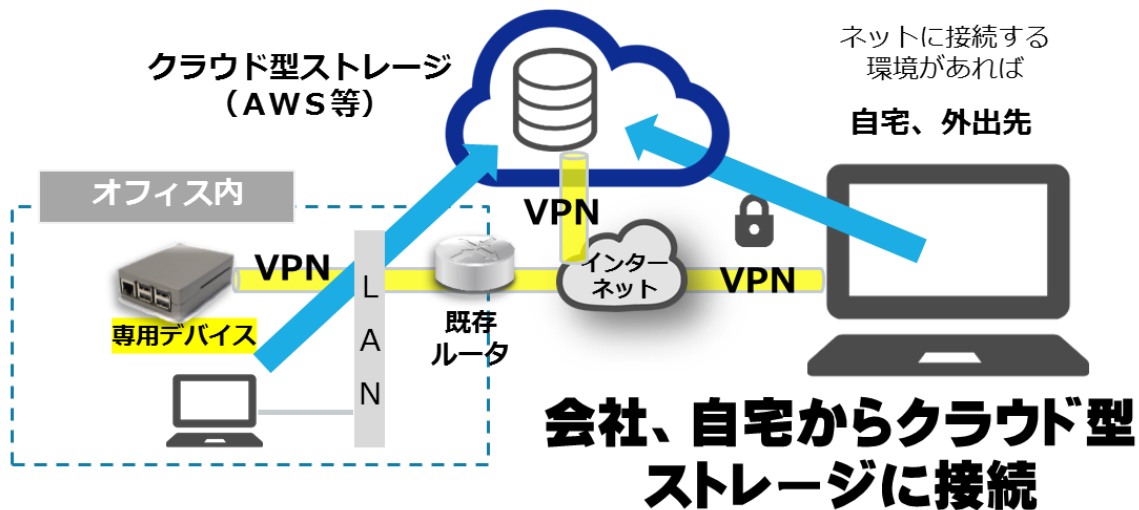 クラウド型ストレージ
（ＡＷＳ等）
ネットに接続する
環境があれば
自宅、外出先
オフィス内
VPN
VPN
LAN
インター
ネット
VPN
専用デバイス
既存
ルータ
会社、自宅からクラウド型
ストレージに接続